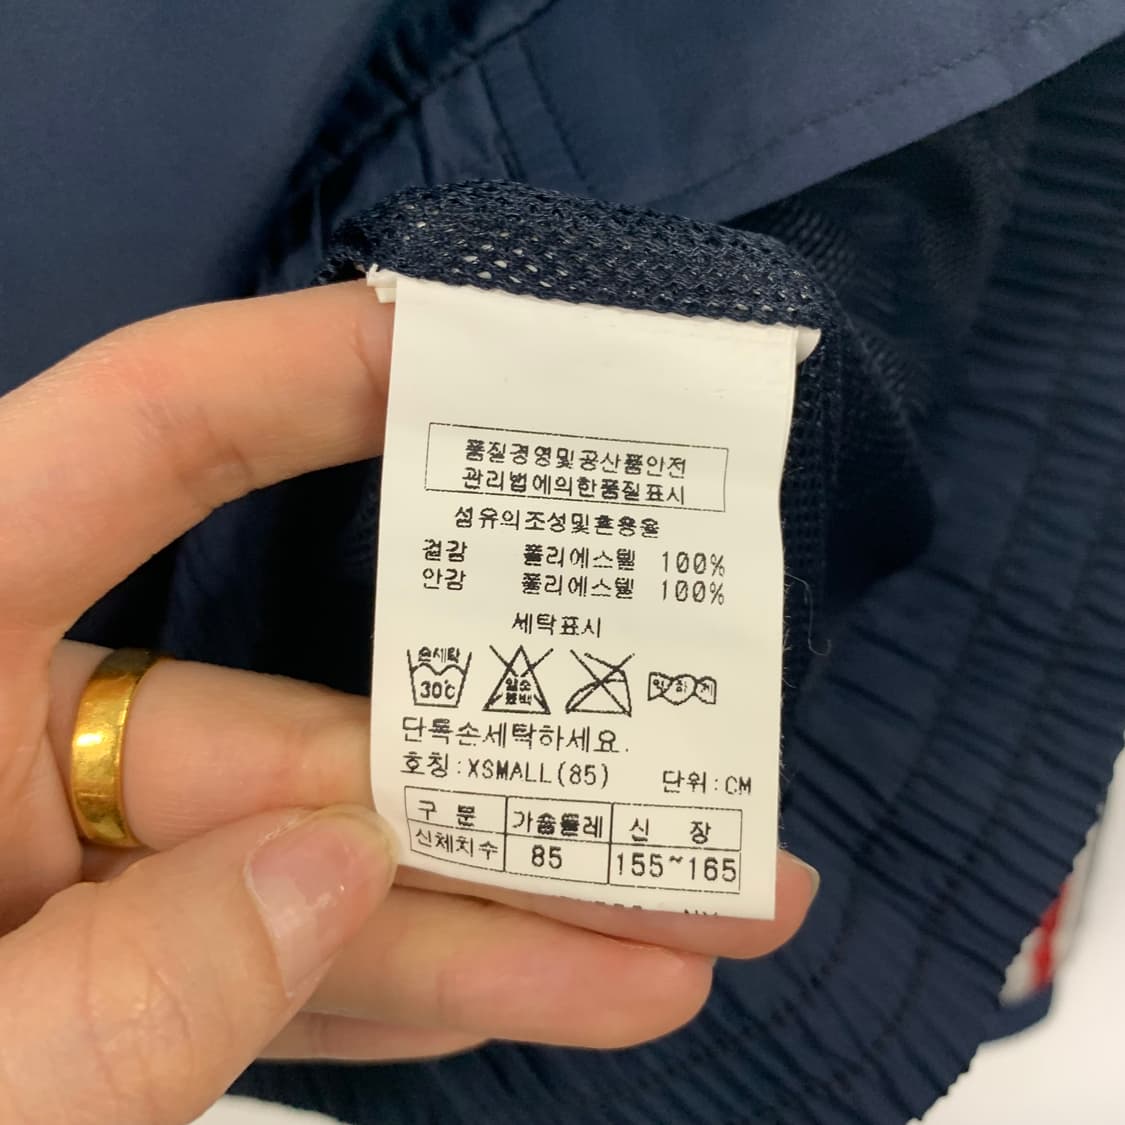 품질경영및공산품안전
관리법에의한품질표시
섬유의조성및혼용율
겉감 폴리에스텔 100%
안감 폴리에스텔 100%
세탁표시
손세탁 30℃ 염소표백 약하게
단독손세탁하세요.
호칭:XSMALL(85) 단위:CM
구 분 가슴둘레 신 장
신체치수 85 155~165